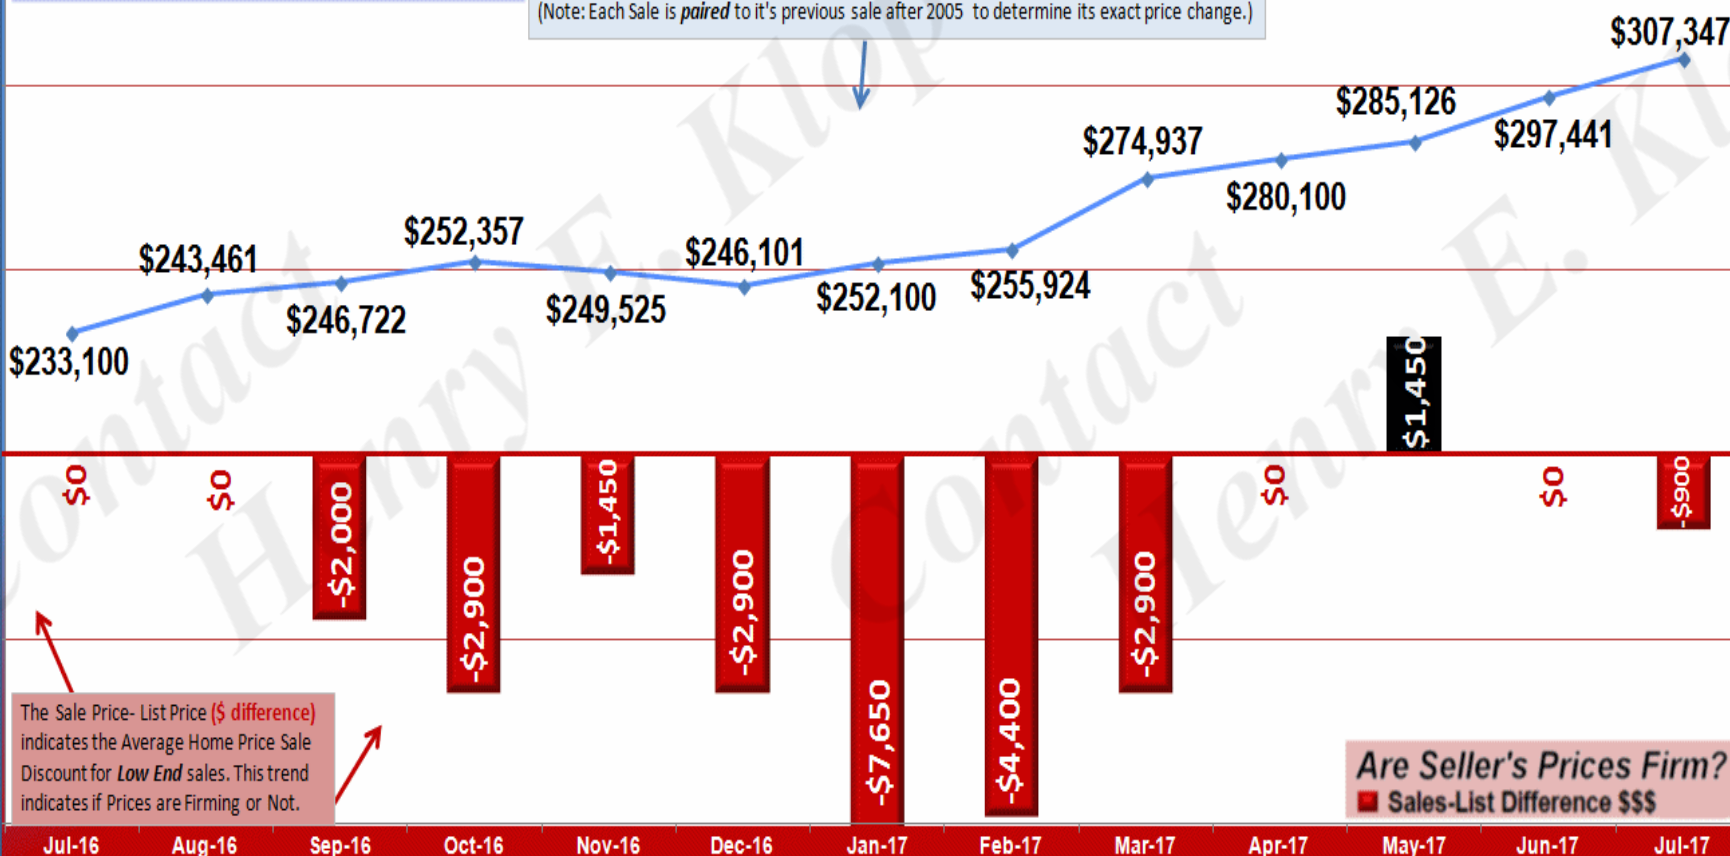 (Note: Each Sale is paired to it's previous sale after 2005 to determine its exact price change.)
$307,347
$285,126
$297,441
$274,937
$280,100
$252,357
$246,101
$243,461
$255,924
$252,100
$249,525
$246,722
$233,100
$1,450
$0
$0
-$2,000
-$2,900
-$1,450
-$2,900
-$7,650
-$4,400
-$2,900
$0
$0
-$900
Contact
Henry E. Klop
Contact
Henry E. Klo
The Sale Price- List Price ($ difference)
indicates the Average Home Price Sale
Discount for Low End sales. This trend
indicates if Prices are Firming or Not.
Are Seller's Prices Firm?
Sales-List Difference $$$
Jul-16 Aug-16 Sep-16 Oct-16 Nov-16 Dec-16 Jan-17 Feb-17 Mar-17 Apr-17 May-17 Jun-17 Jul-17